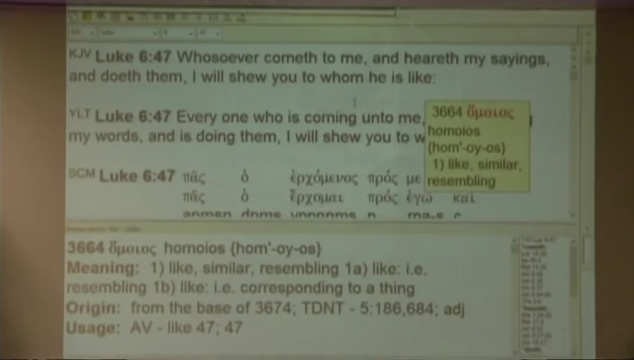 KJV Luke 6:47 Whosoever cometh to me, and heareth my sayings,
and doeth them, I will shew you to whom he is like:
YLT Luke 6:47 Every one who is coming unto me,
my words, and is doing them, I will shew you to w
3664 ὅμοιος
homoios
{hom'-oy-os}
1) like, similar,
resembling
SCM Luke 6:47 πᾶς ὁ ἐρχόμενος πρός με
πᾶς ὁ ἔρχομαι πρός ἐγώ καί
3664 ὅμοιος homoios {hom'-oy-os}
Meaning: 1) like, similar, resembling 1a) like: i.e.
resembling 1b) like: i.e. corresponding to a thing
Origin: from the base of 3674; TDNT - 5:186,684; adj
Usage: AV - like 47; 47